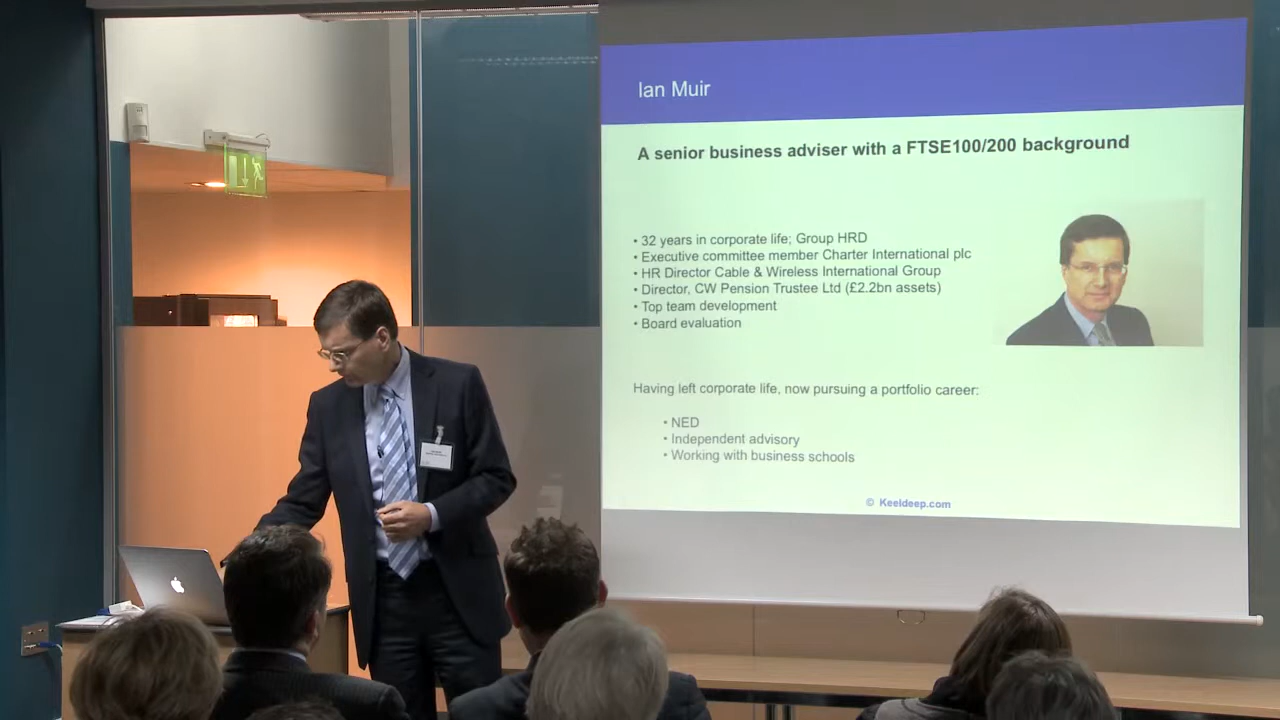 Ian Muir
A senior business adviser with a FTSE100/200 background
• 32 years in corporate life; Group HRD
• Executive committee member Charter International plc
• HR Director Cable & Wireless International Group
• Director, CW Pension Trustee Ltd (£2.2bn assets)
• Top team development
• Board evaluation
Having left corporate life, now pursuing a portfolio career:
• NED
• Independent advisory
• Working with business schools
© Keeldeep.com